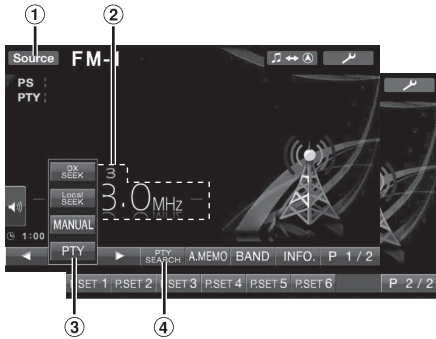 ① ②
Source FM-1
PS :
PTY :
DX SEEK
Local SEEK
MANUAL
PTY
3
3.0 MHz
1:00
PTY SEARCH A.MEMO BAND INFO. P 1/2
SET 1 P.SET 2 SET 3 P.SET 4 P.SET 5 P.SET 6 P 2/2
③ ④